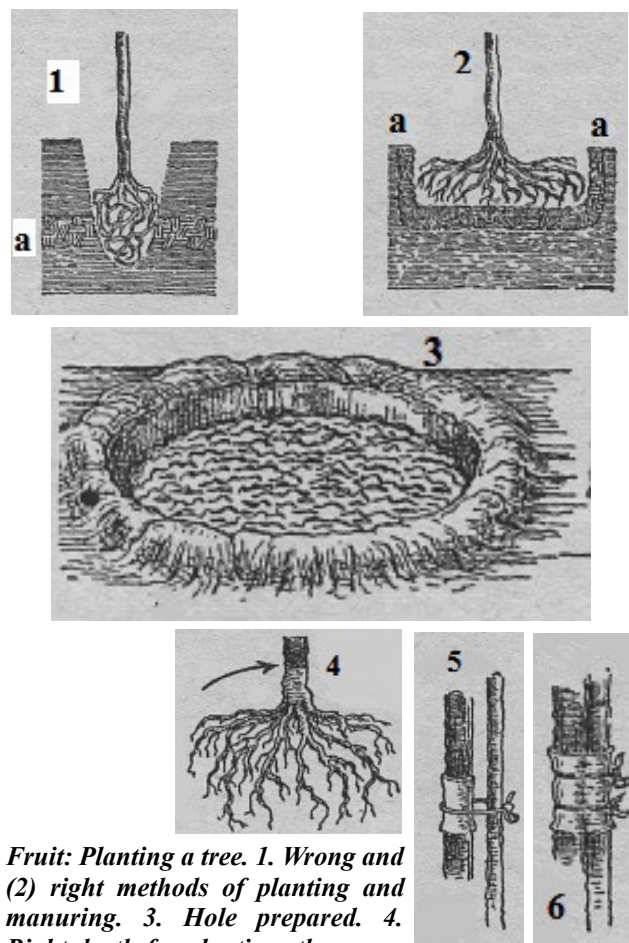 1
a
2
a
a
3
4
5
6
Fruit: Planting a tree. 1. Wrong and
(2) right methods of planting and
manuring. 3. Hole prepared. 4.